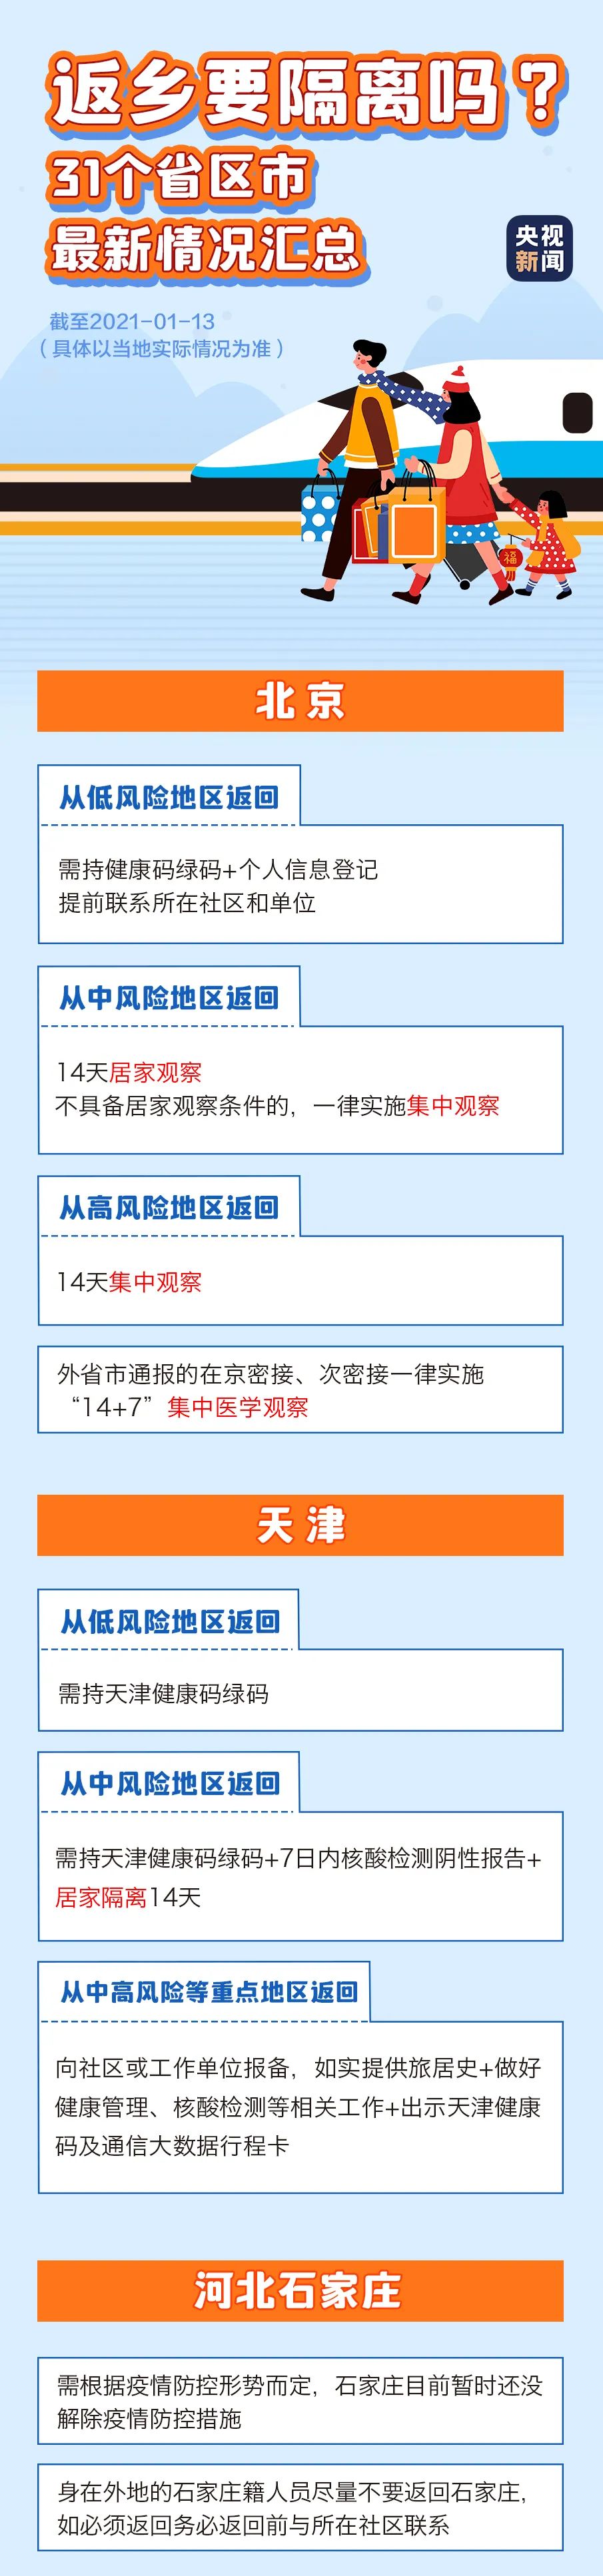 返乡要隔离吗？
31个省区市
最新情况汇总
央视
新闻
截至2021-01-13
（具体以当地实际情况为准）
福
北京
从低风险地区返回
需持健康码绿码+个人信息登记
提前联系所在社区和单位
从中风险地区返回
14天居家观察
不具备居家观察条件的，一律实施集中观察
从高风险地区返回
14天集中观察
外省市通报的在京密接、次密接一律实施
“14+7”集中医学观察
天津
从低风险地区返回
需持天津健康码绿码
从中风险地区返回
需持天津健康码绿码+7日内核酸检测阴性报告+
居家隔离14天
从中高风险等重点地区返回
向社区或工作单位报备，如实提供旅居史+做好
健康管理、核酸检测等相关工作+出示天津健康
码及通信大数据行程卡
河北石家庄
需根据疫情防控形势而定，石家庄目前暂时还没
解除疫情防控措施
身在外地的石家庄籍人员尽量不要返回石家庄，
如必须返回务必返回前与所在社区联系